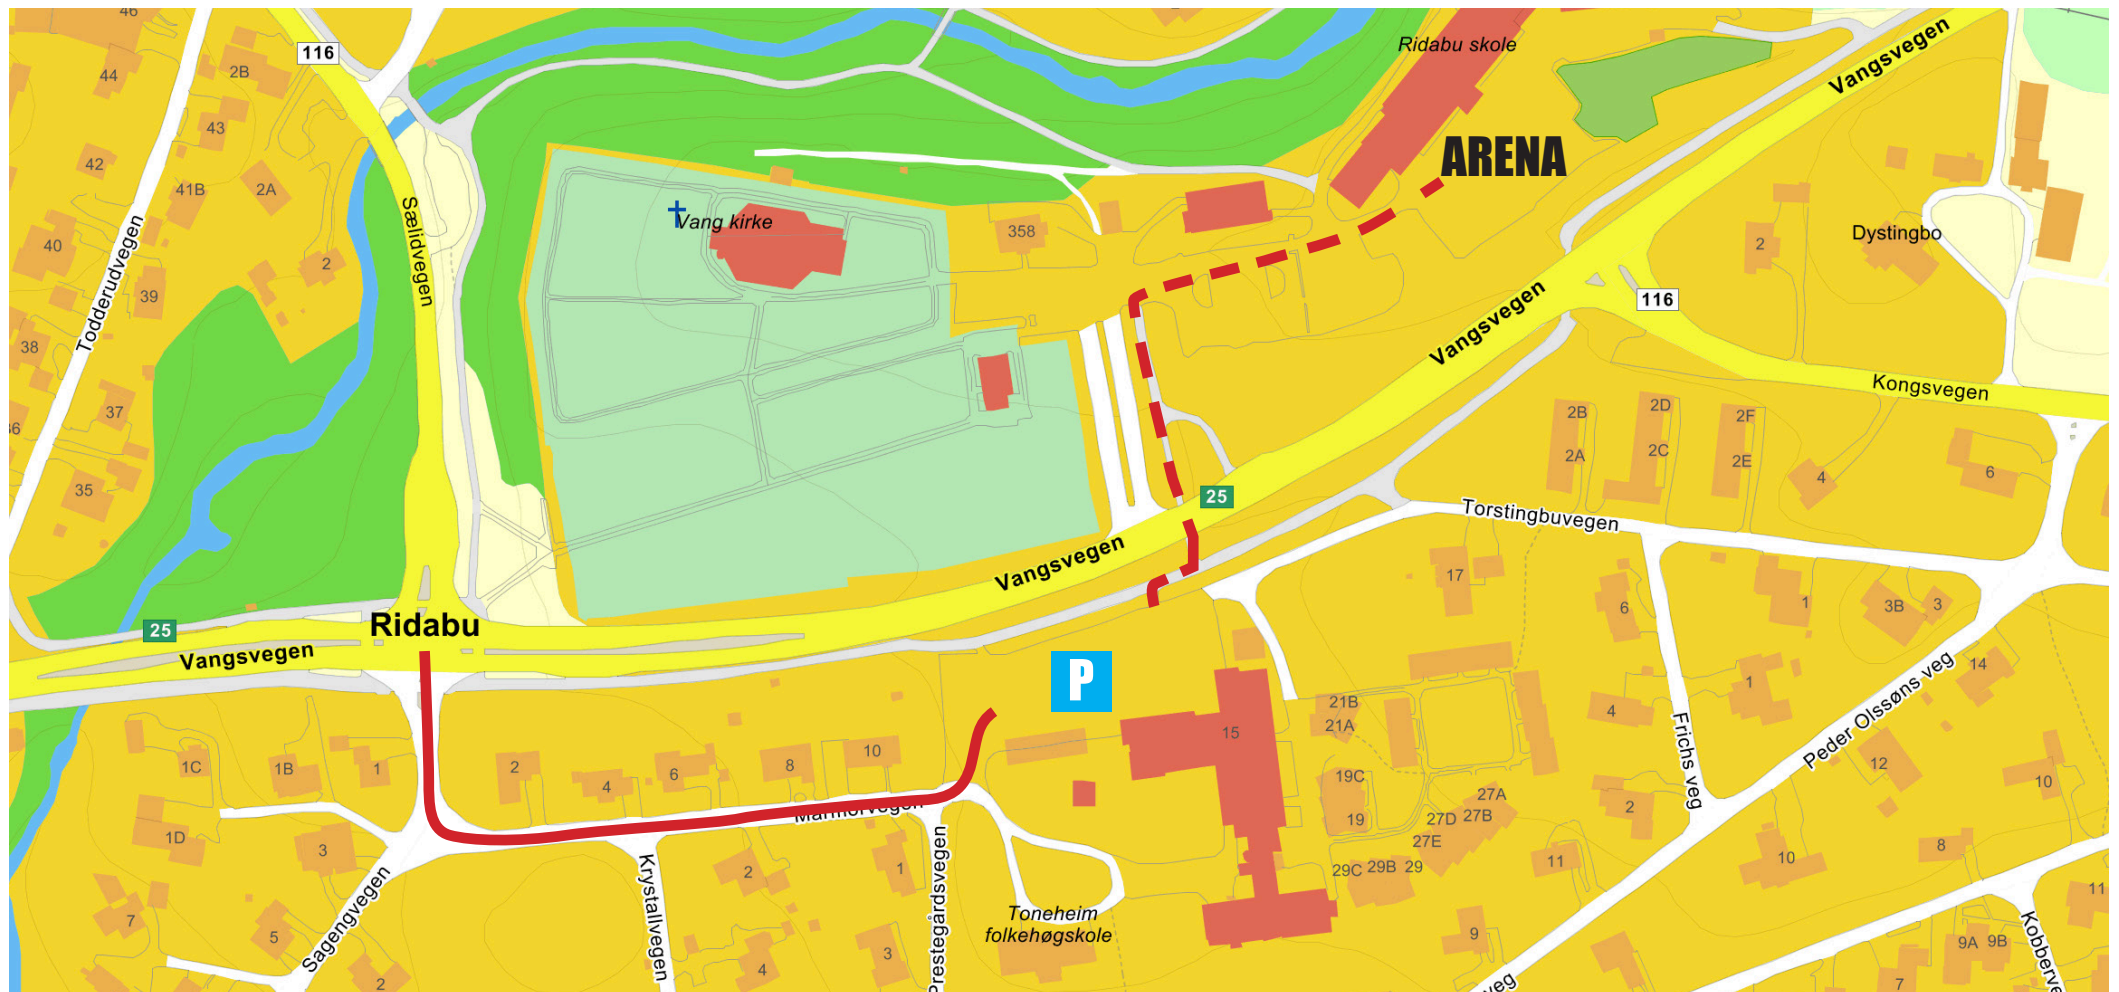 46
116
2B
44
43
42
41B
2A
40
2
39
38
37
36
35
Todderudvegen
Sælidvegen
Vang kirke
358
Ridabu skole
ARENA
Vangsvegen
2
Dystingbo
116
Vangsvegen
Kongsvegen
25
Vangsvegen
2B
2A
2D
2C
2F
2E
4
6
Torstingbuvegen
Ridabu
25
Vangsvegen
P
17
6
1
3B
3
1
14
4
Frichs veg
Peder Olssøns veg
12
10
2
10
8
11
15
21B
21A
19C
19
27A
27B
27D
27E
29C
29B
29
11
9
9A
9B
7
Kobberve
veg
1C
1B
1
2
4
6
8
10
1D
3
Marmorvegen
7
5
2
Sagengvegen
Krystallvegen
2
4
1
3
Prestegårdsvegen
Toneheim
folkehøgskole